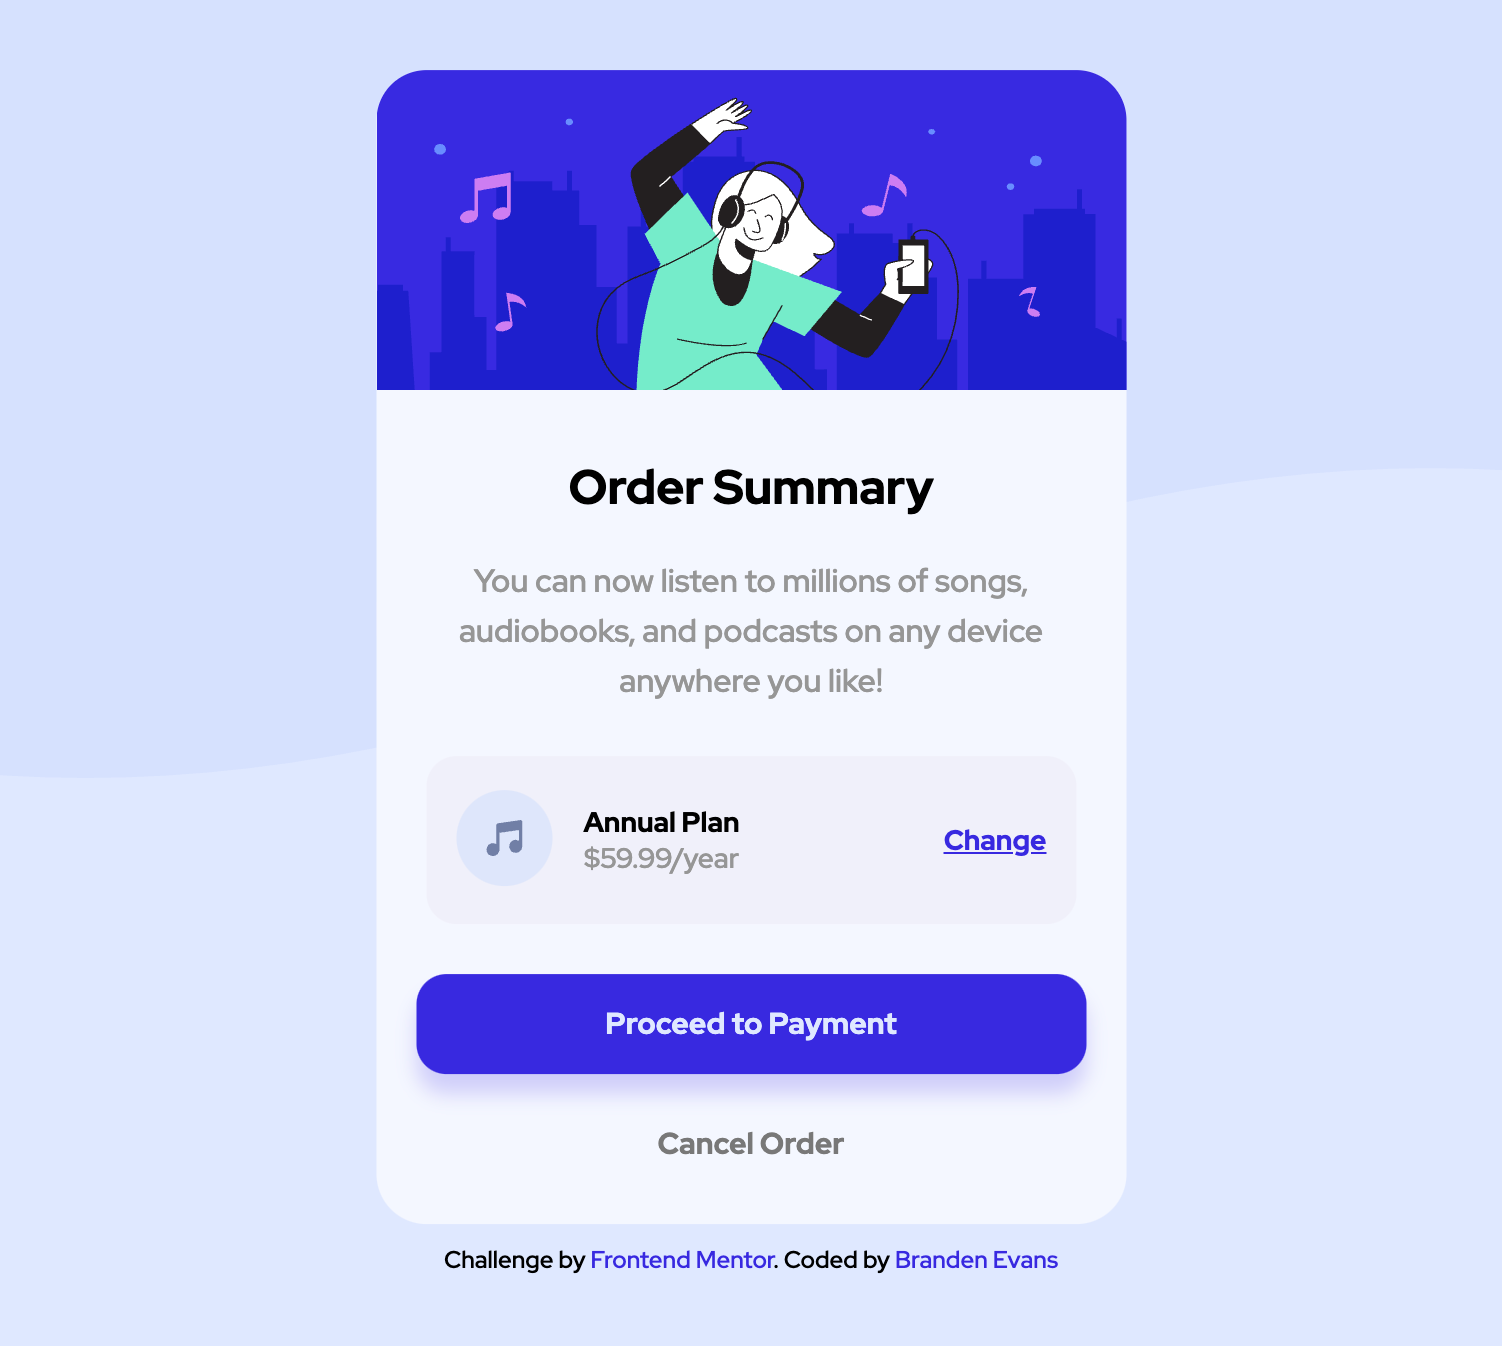 Order Summary
You can now listen to millions of songs,
audiobooks, and podcasts on any device
anywhere you like!
Annual Plan
$59.99/year
Change
Proceed to Payment
Cancel Order
Challenge by Frontend Mentor. Coded by Branden Evans